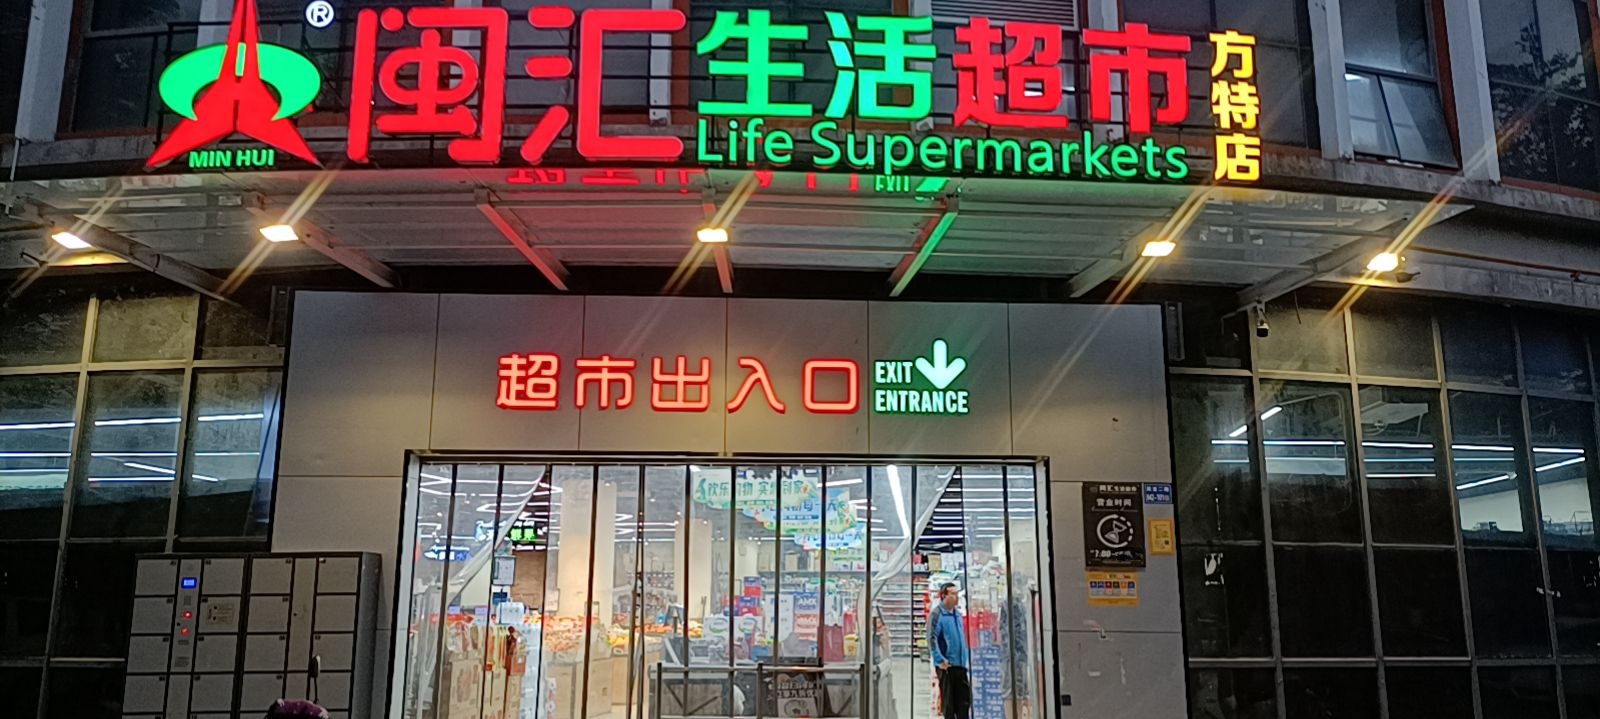 ®
闽汇生活超市
方特店
MIN HUI
Life Supermarkets
超市出入口
EXIT
ENTRANCE
营业时间